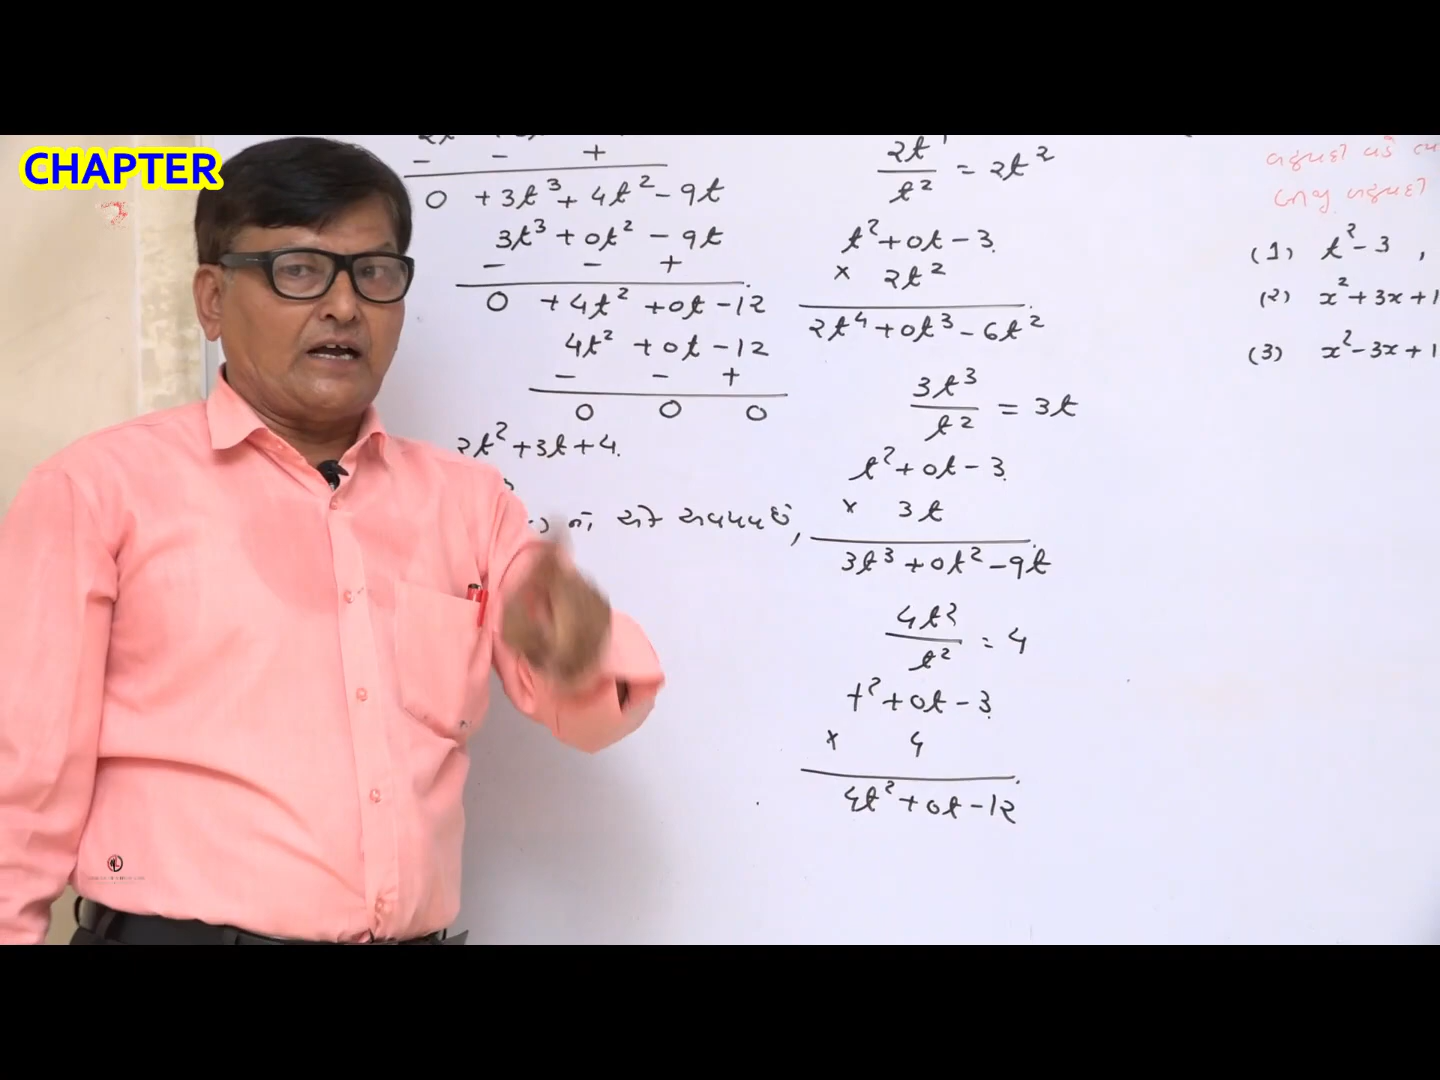 CHAPTER
0 + 3t³ + 4t² - 9t
3t³ + 0t² - 9t
- - +
0 + 4t² + 0t - 12
4t² + 0t - 12
- - +
0 0 0
2t² + 3t + 4.
2t / t² = 2t²
t² + 0t - 3
× 2t²
2t⁴ + 0t³ - 6t²
3t³ / t² = 3t
t² + 0t - 3
× 3t
3t³ + 0t² - 9t
4t² / t² = 4
t² + 0t - 3
× 4
4t² + 0t - 12
(1) t² - 3 ,
(2) x² + 3x + 1
(3) x² - 3x + 1